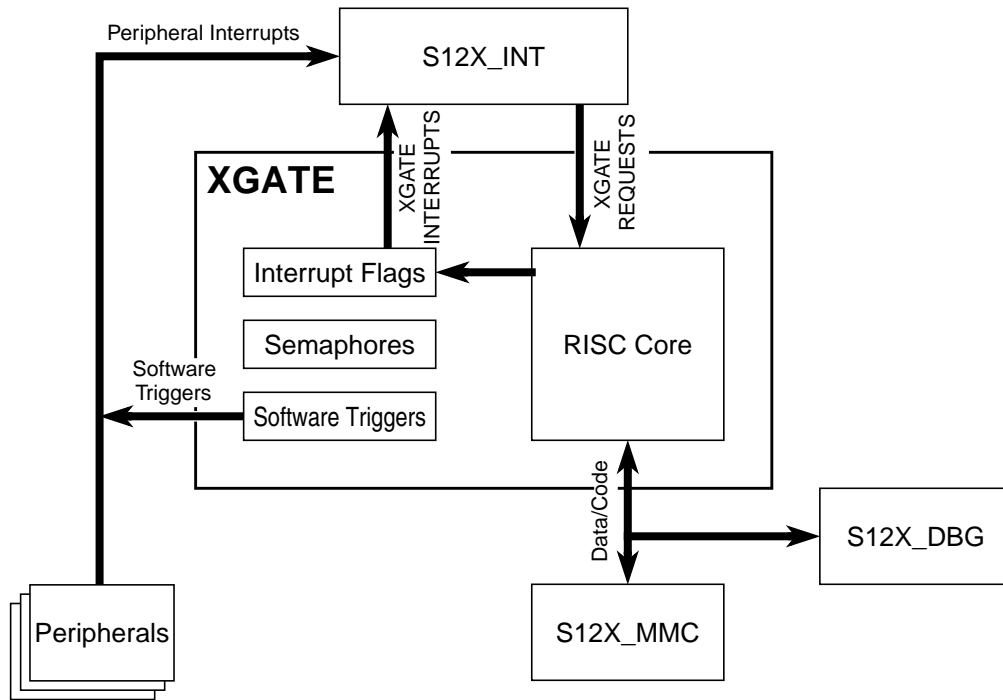 Peripheral Interrupts
S12X_INT
XGATE
INTERRUPTS
XGATE
REQUESTS
XGATE
Interrupt Flags
Semaphores
RISC Core
Software
Triggers
Software Triggers
Data/Code
S12X_DBG
Peripherals
S12X_MMC